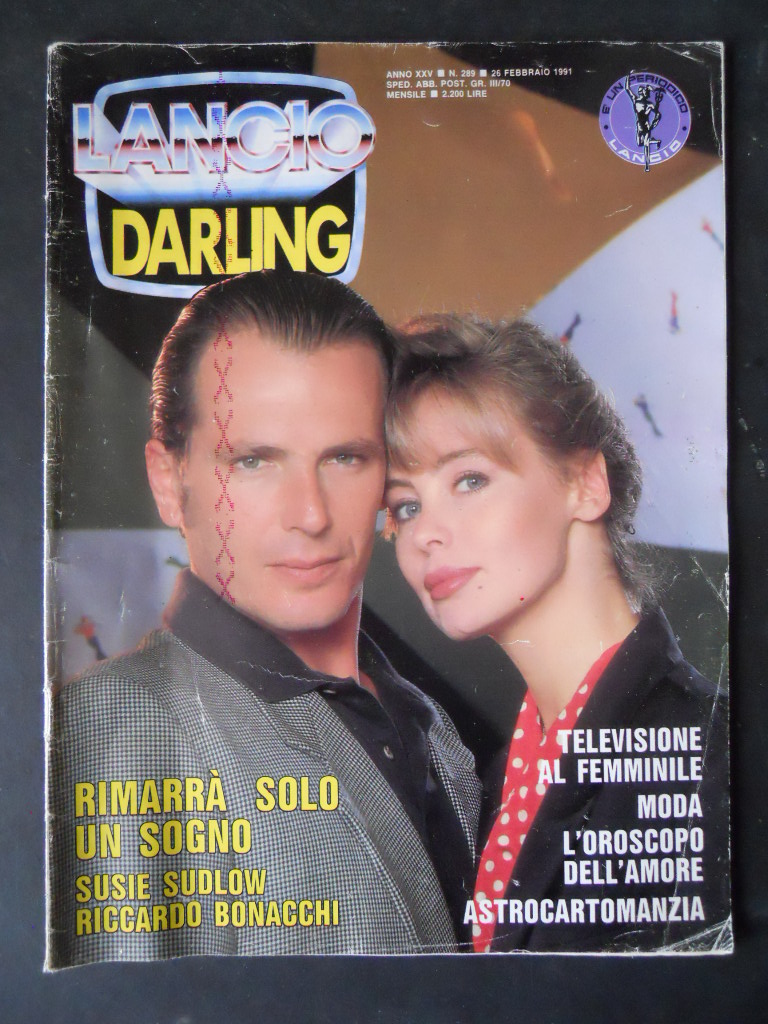 LANCIO
DARLING
ANNO XXV ■ N. 289 ■ 26 FEBBRAIO 1991
SPED. ABB. POST. GR. III/70
MENSILE ■ 2.200 LIRE
È UN PERIODICO
LANCIO
RIMARRÀ SOLO
UN SOGNO
SUSIE SUDLOW
RICCARDO BONACCHI
TELEVISIONE
AL FEMMINILE
MODA
L'OROSCOPO
DELL'AMORE
ASTROCARTOMANZIA